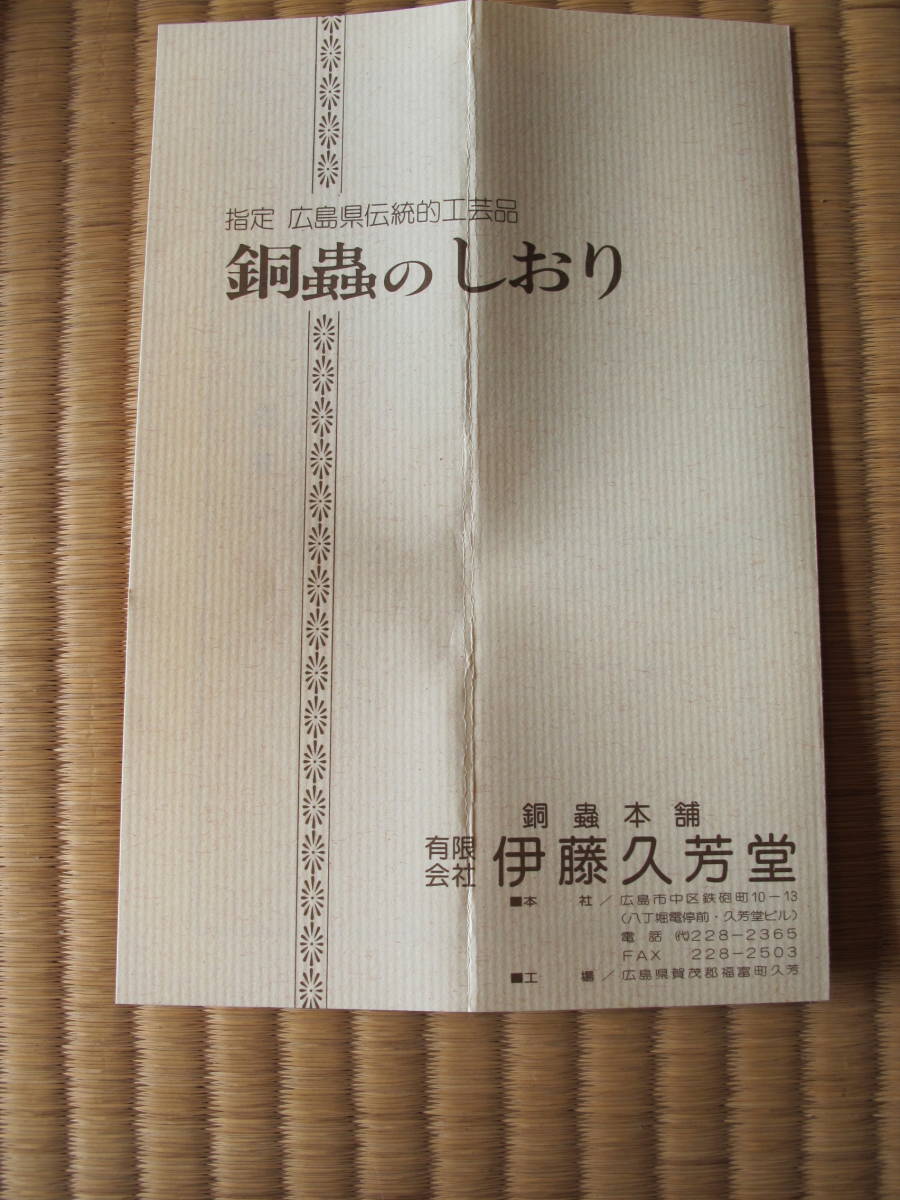 指定 広島県伝統的工芸品
銅蟲のしおり
銅蟲本舗
有限会社 伊藤久芳堂
■本社／広島市中区鉄砲町10－13
（八丁堀電停前・久芳堂ビル）
電話 ㈹228－2365
FAX 228－2503
■工場／広島県賀茂郡福富町久芳